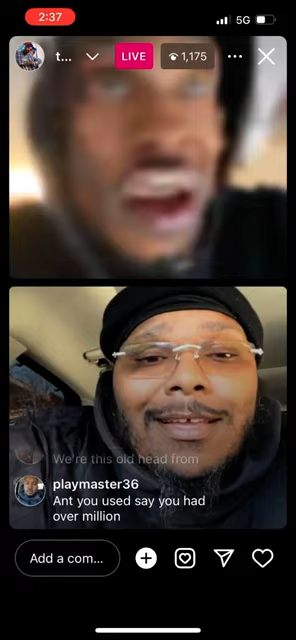 2:37
5G
t...
LIVE
1,175
We're this old head from
playmaster36
Ant you used say you had
over million
Add a com...